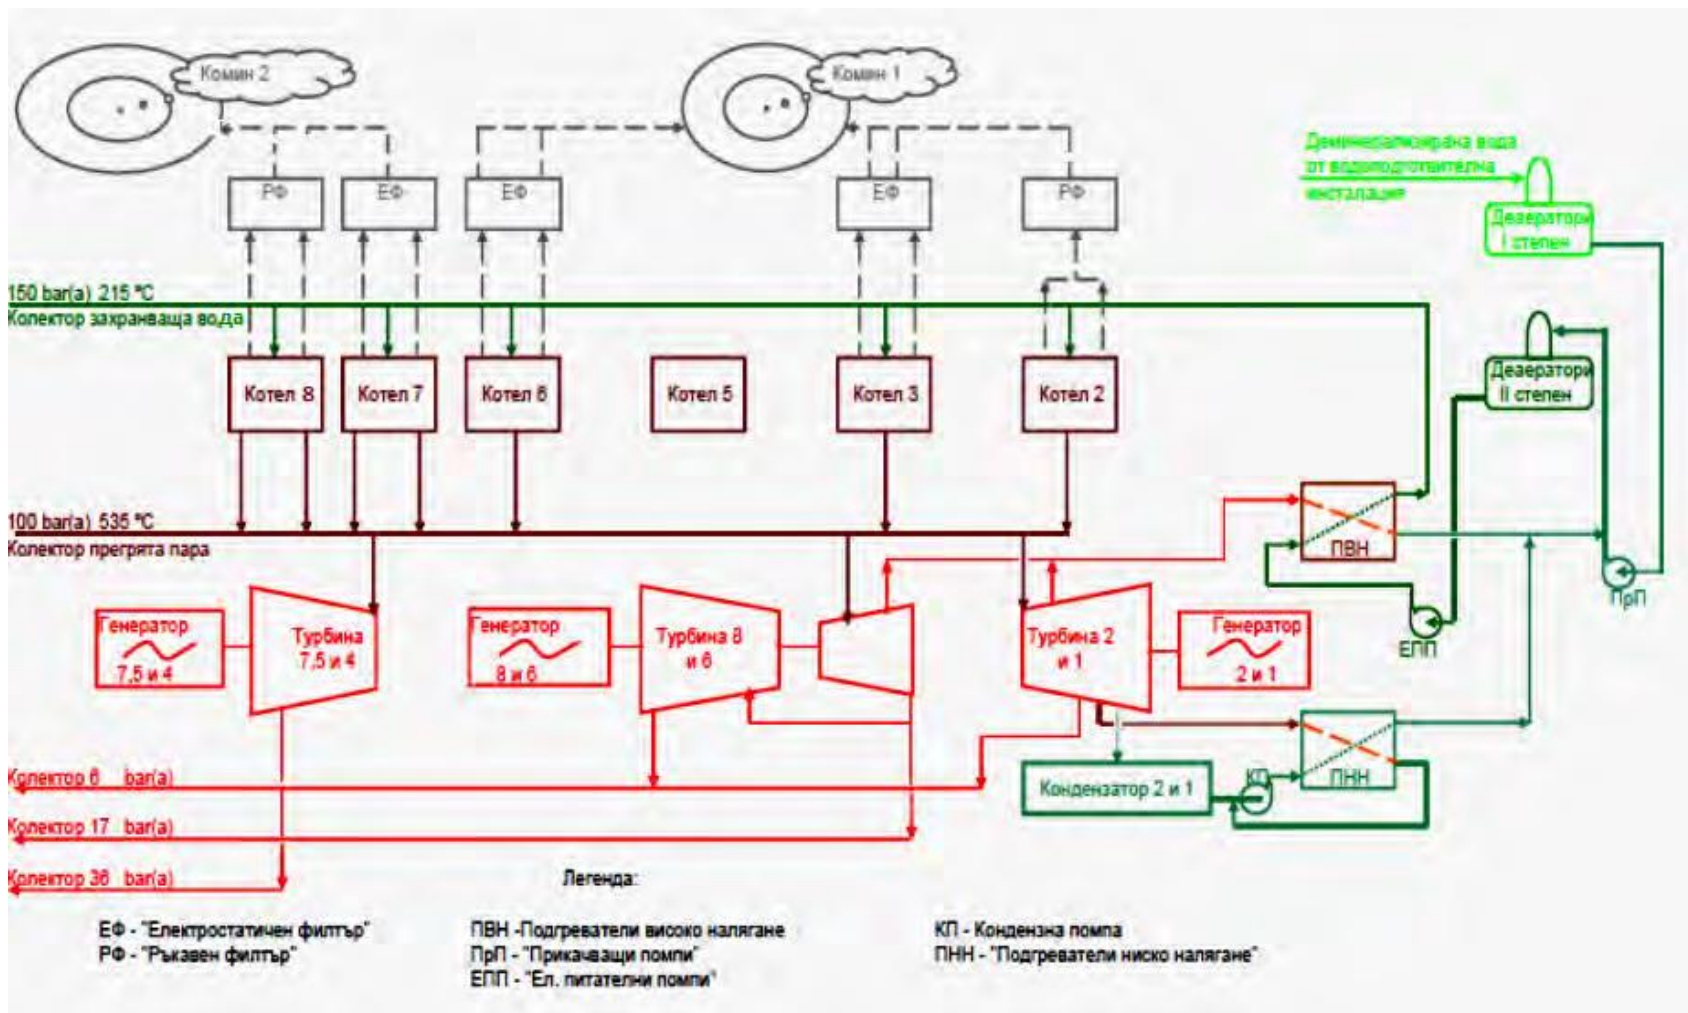 Комин 2
Комин 1
Деминерализирана вода
от водоподготвителна
инсталация
РФ
ЕФ
ЕФ
ЕФ
РФ
Деаератори
I степен
150 bar(a) 215 °C
Колектор захранваща вода
Котел 8
Котел 7
Котел 6
Котел 5
Котел 3
Котел 2
Деаератори
II степен
100 bar(a) 535 °C
Колектор прегрята пара
ПВН
ПрП
ЕПП
Генератор
7,5 и 4
Турбина
7,5 и 4
Генератор
8 и 6
Турбина 8
и 6
Турбина 2
и 1
Генератор
2 и 1
Колектор 6 bar(a)
Кондензатор 2 и 1
КП
ПНН
Колектор 17 bar(a)
Колектор 36 bar(a)
Легенда:
ЕФ - "Електростатичен филтър"
РФ - "Ръкавен филтър"
ПВН -Подгреватели високо налягане
ПрП - "Прикачващи помпи"
ЕПП - "Ел. питателни помпи"
КП - Кондензна помпа
ПНН - "Подгреватели ниско налягане"